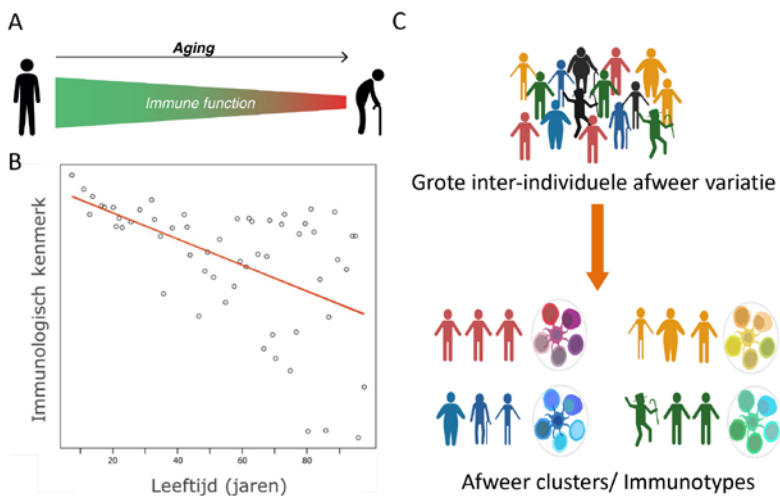 A
Aging
Immune function
B
Immunologisch kenmerk
20
40
60
80
Leeftijd (jaren)
C
Grote inter-individuele afweer variatie
Afweer clusters/ Immunotypes